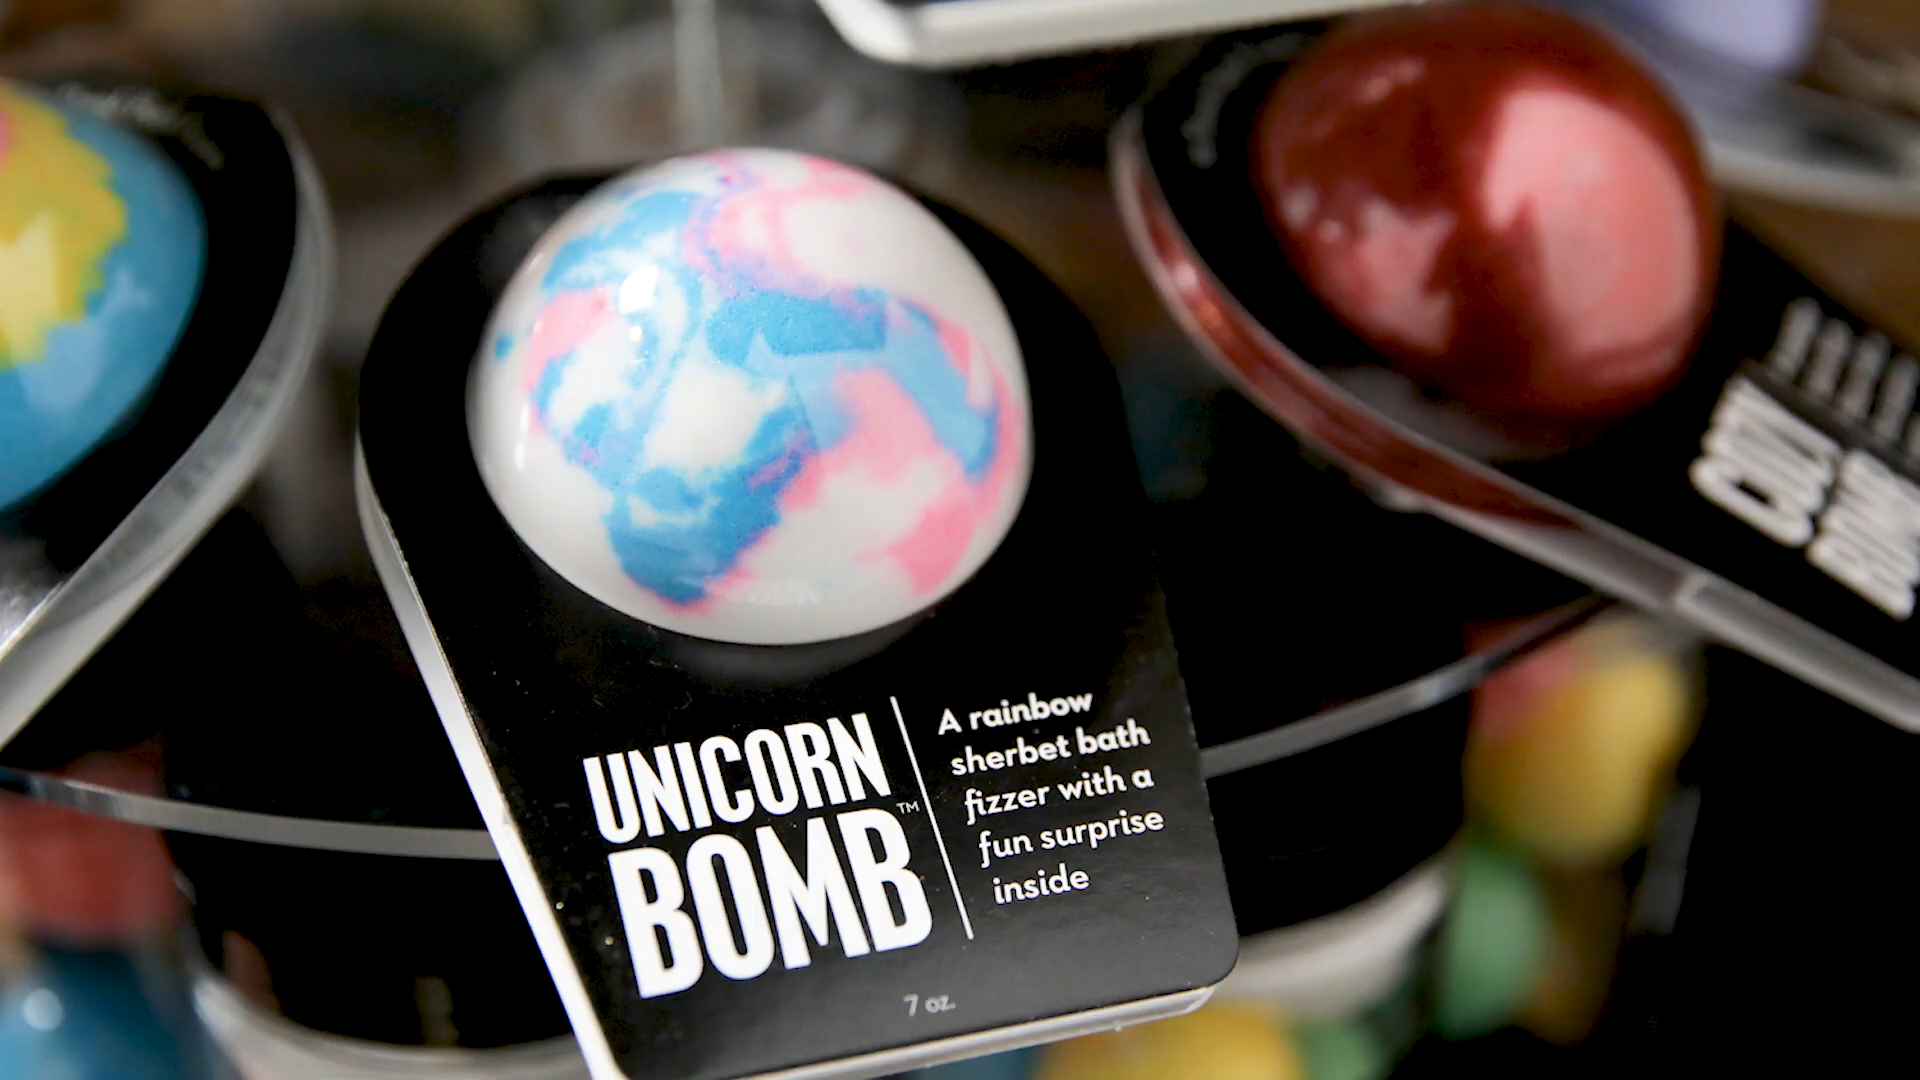 UNICORN
BOMB™
A rainbow
sherbet bath
fizzer with a
fun surprise
inside
7 oz.